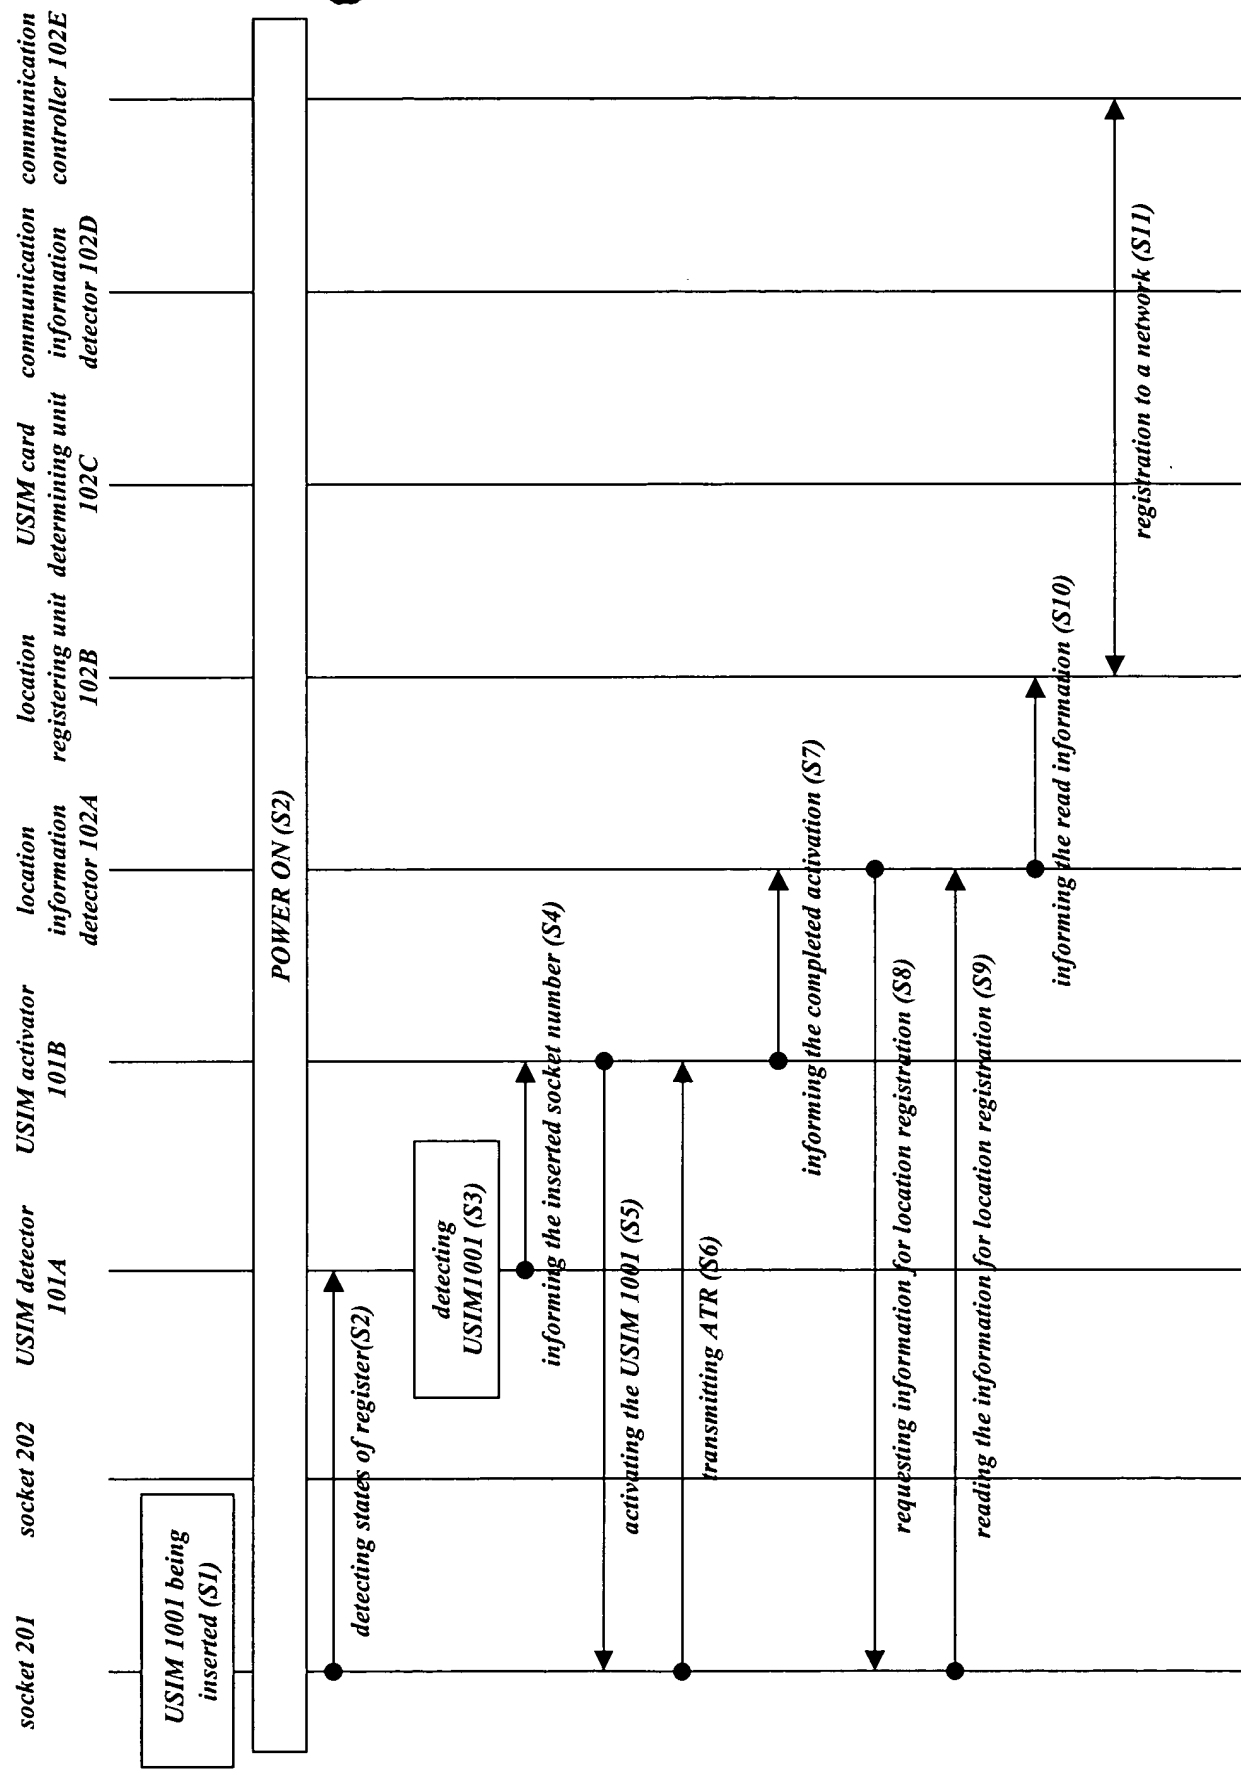 socket 201
socket 202
USIM detector
101A
USIM activator
101B
location
information
detector 102A
location
registering unit
102B
USIM card
determining unit
102C
communication
information
detector 102D
communication
controller 102E
USIM 1001 being
inserted (S1)
POWER ON (S2)
detecting states of register(S2)
detecting
USIM1001 (S3)
informing the inserted socket number (S4)
activating the USIM 1001 (S5)
transmitting ATR (S6)
informing the completed activation (S7)
requesting information for location registration (S8)
reading the information for location registration (S9)
informing the read information (S10)
registration to a network (S11)